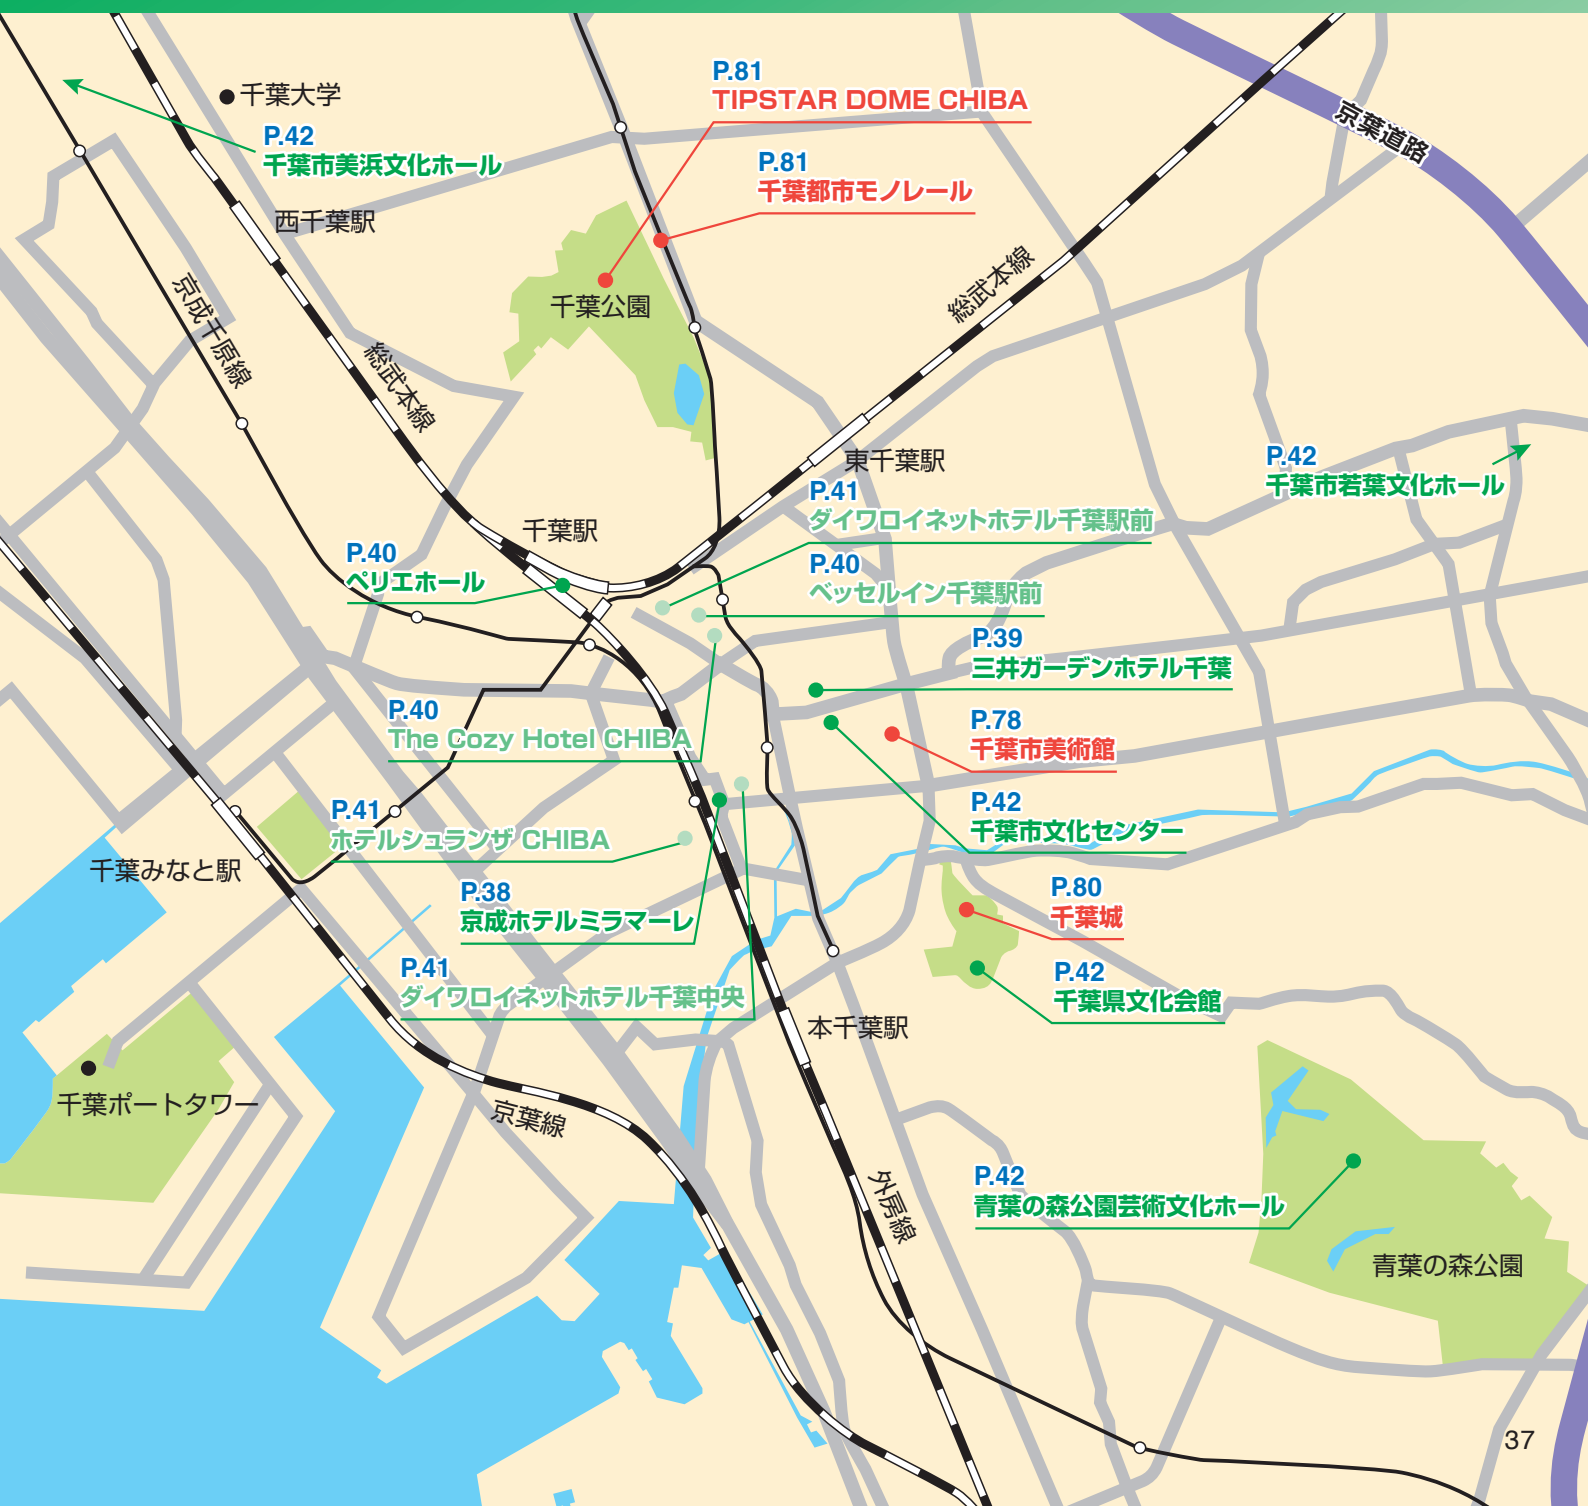 P.81
TIPSTAR DOME CHIBA
千葉大学
P.42
千葉市美浜文化ホール
京葉道路
P.81
千葉都市モノレール
西千葉駅
京成千原線
総武本線
千葉公園
総武本線
東千葉駅
P.42
千葉市若葉文化ホール
P.41
ダイワロイネットホテル千葉駅前
千葉駅
P.40
ペリエホール
P.40
ベッセルイン千葉駅前
P.39
三井ガーデンホテル千葉
P.40
The Cozy Hotel CHIBA
P.78
千葉市美術館
P.41
ホテルシュランザ CHIBA
P.42
千葉市文化センター
千葉みなと駅
P.38
京成ホテルミラマーレ
P.80
千葉城
P.41
ダイワロイネットホテル千葉中央
P.42
千葉県文化会館
本千葉駅
千葉ポートタワー
京葉線
外房線
P.42
青葉の森公園芸術文化ホール
青葉の森公園
37